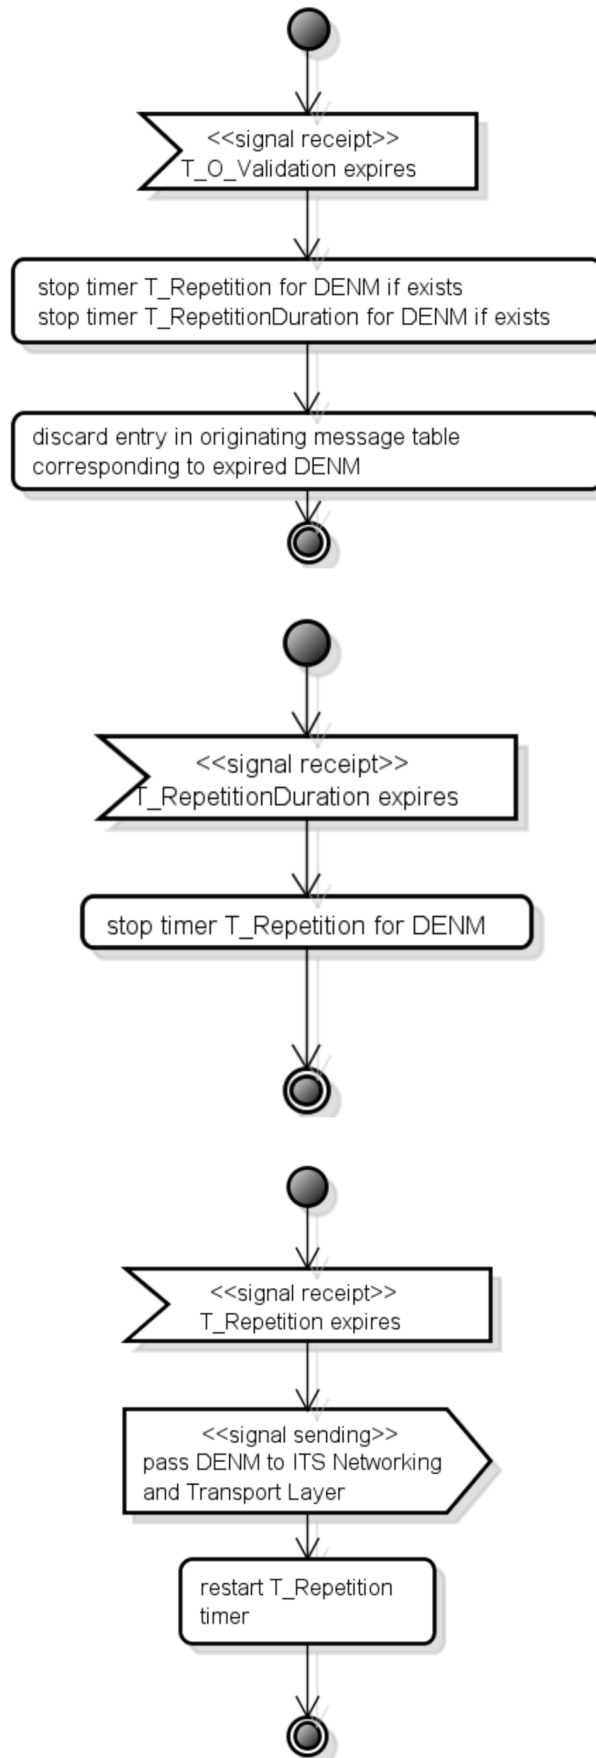 <<signal receipt>>
T_O_Validation expires
stop timer T_Repetition for DENM if exists
stop timer T_RepetitionDuration for DENM if exists
discard entry in originating message table
corresponding to expired DENM
<<signal receipt>>
T_RepetitionDuration expires
stop timer T_Repetition for DENM
<<signal receipt>>
T_Repetition expires
<<signal sending>>
pass DENM to ITS Networking
and Transport Layer
restart T_Repetition
timer